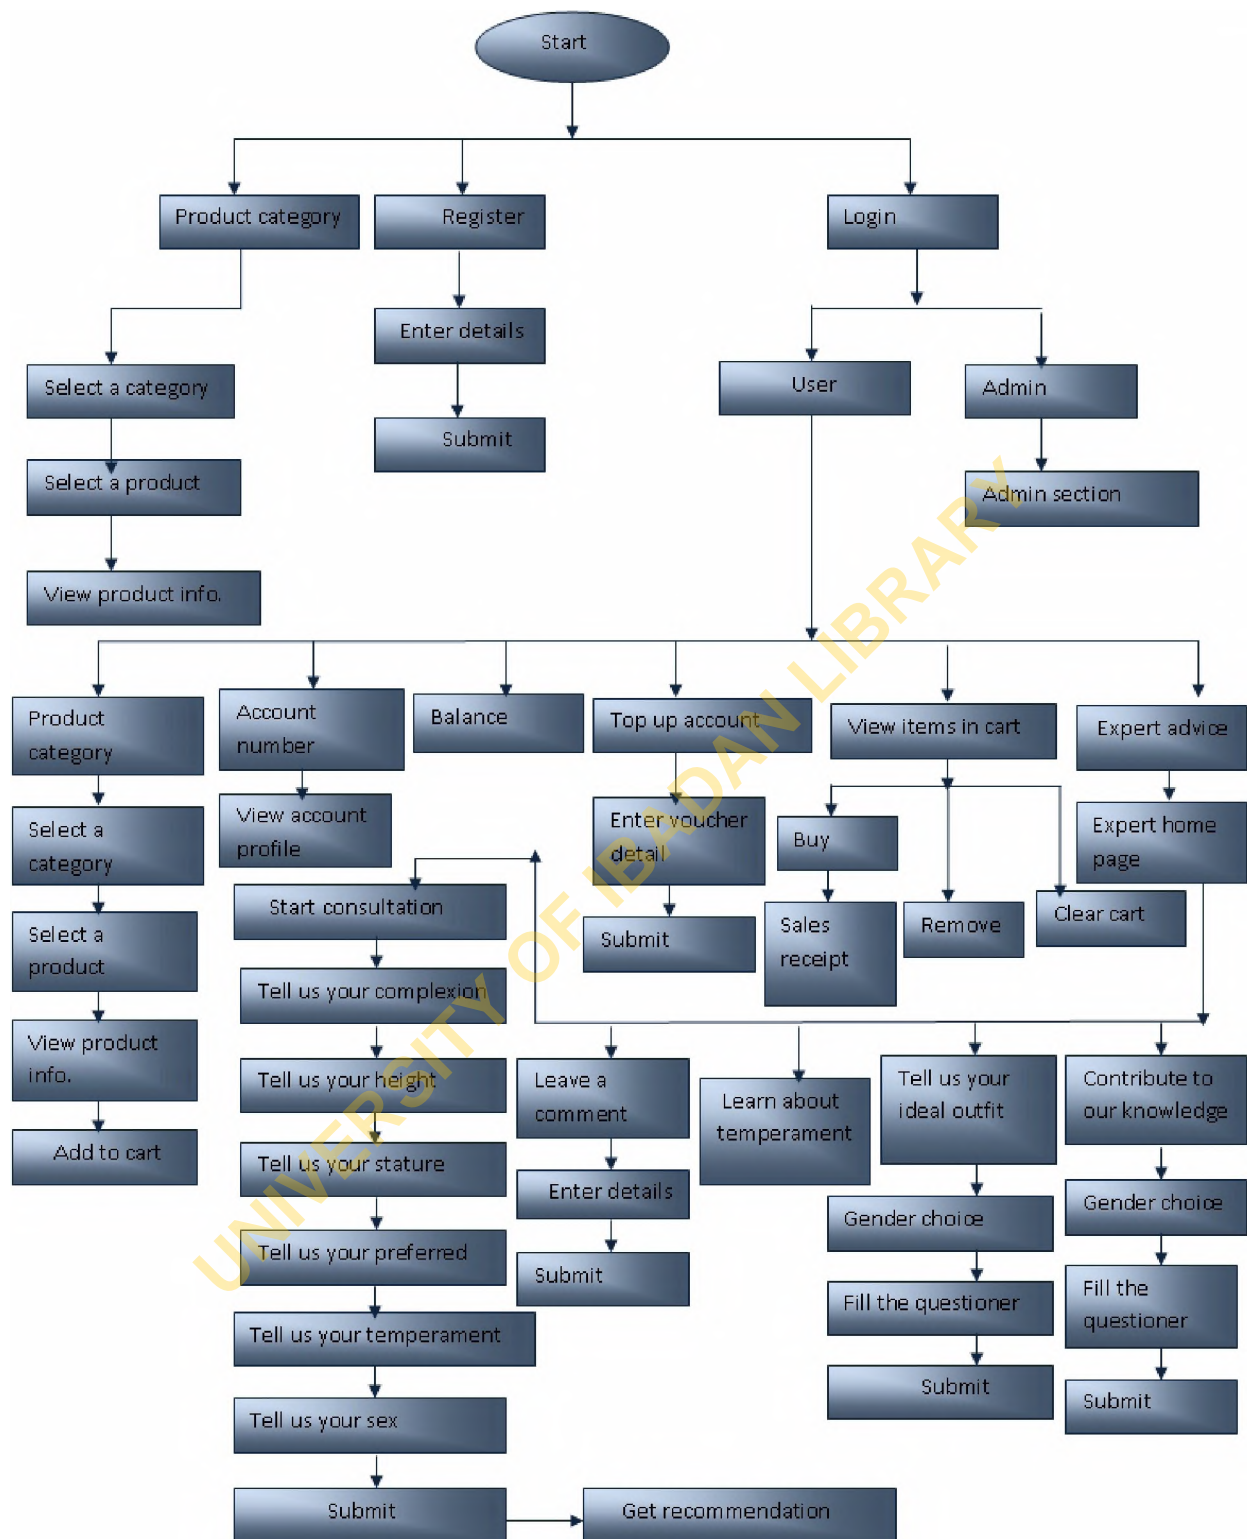 Start
Product category
Register
Login
Enter details
User
Admin
Select a category
Submit
Select a product
Admin section
View product info.
Product
category
Account
number
Balance
Top up account
View items in cart
Expert advice
Select a
category
View account
profile
Enter voucher
detail
Buy
Expert home
page
Start consultation
Select a
product
Submit
Sales
receipt
Remove
Clear cart
Tell us your complexion
View product
info.
Tell us your height
Leave a
comment
Learn about
temperament
Tell us your
ideal outfit
Contribute to
our knowledge
Add to cart
Tell us your stature
Enter details
Gender choice
Gender choice
Tell us your preferred
Submit
Fill the questioner
Fill the
questioner
Tell us your temperament
Submit
Submit
Tell us your sex
Submit
Get recommendation
UNIVERSITY OF IBADAN LIBRARY